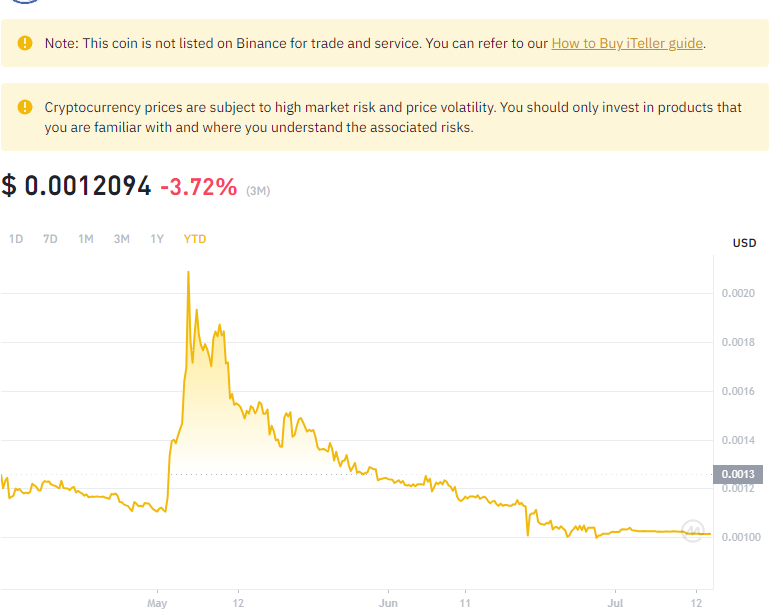 Note: This coin is not listed on Binance for trade and service. You can refer to our How to Buy iTeller guide.
Cryptocurrency prices are subject to high market risk and price volatility. You should only invest in products that
you are familiar with and where you understand the associated risks.
$ 0.0012094 -3.72% (3M)
1D 7D 1M 3M 1Y YTD
USD
0.0020
0.0018
0.0016
0.0014
0.0013
0.0012
0.00100
May 12 Jun 11 Jul 12